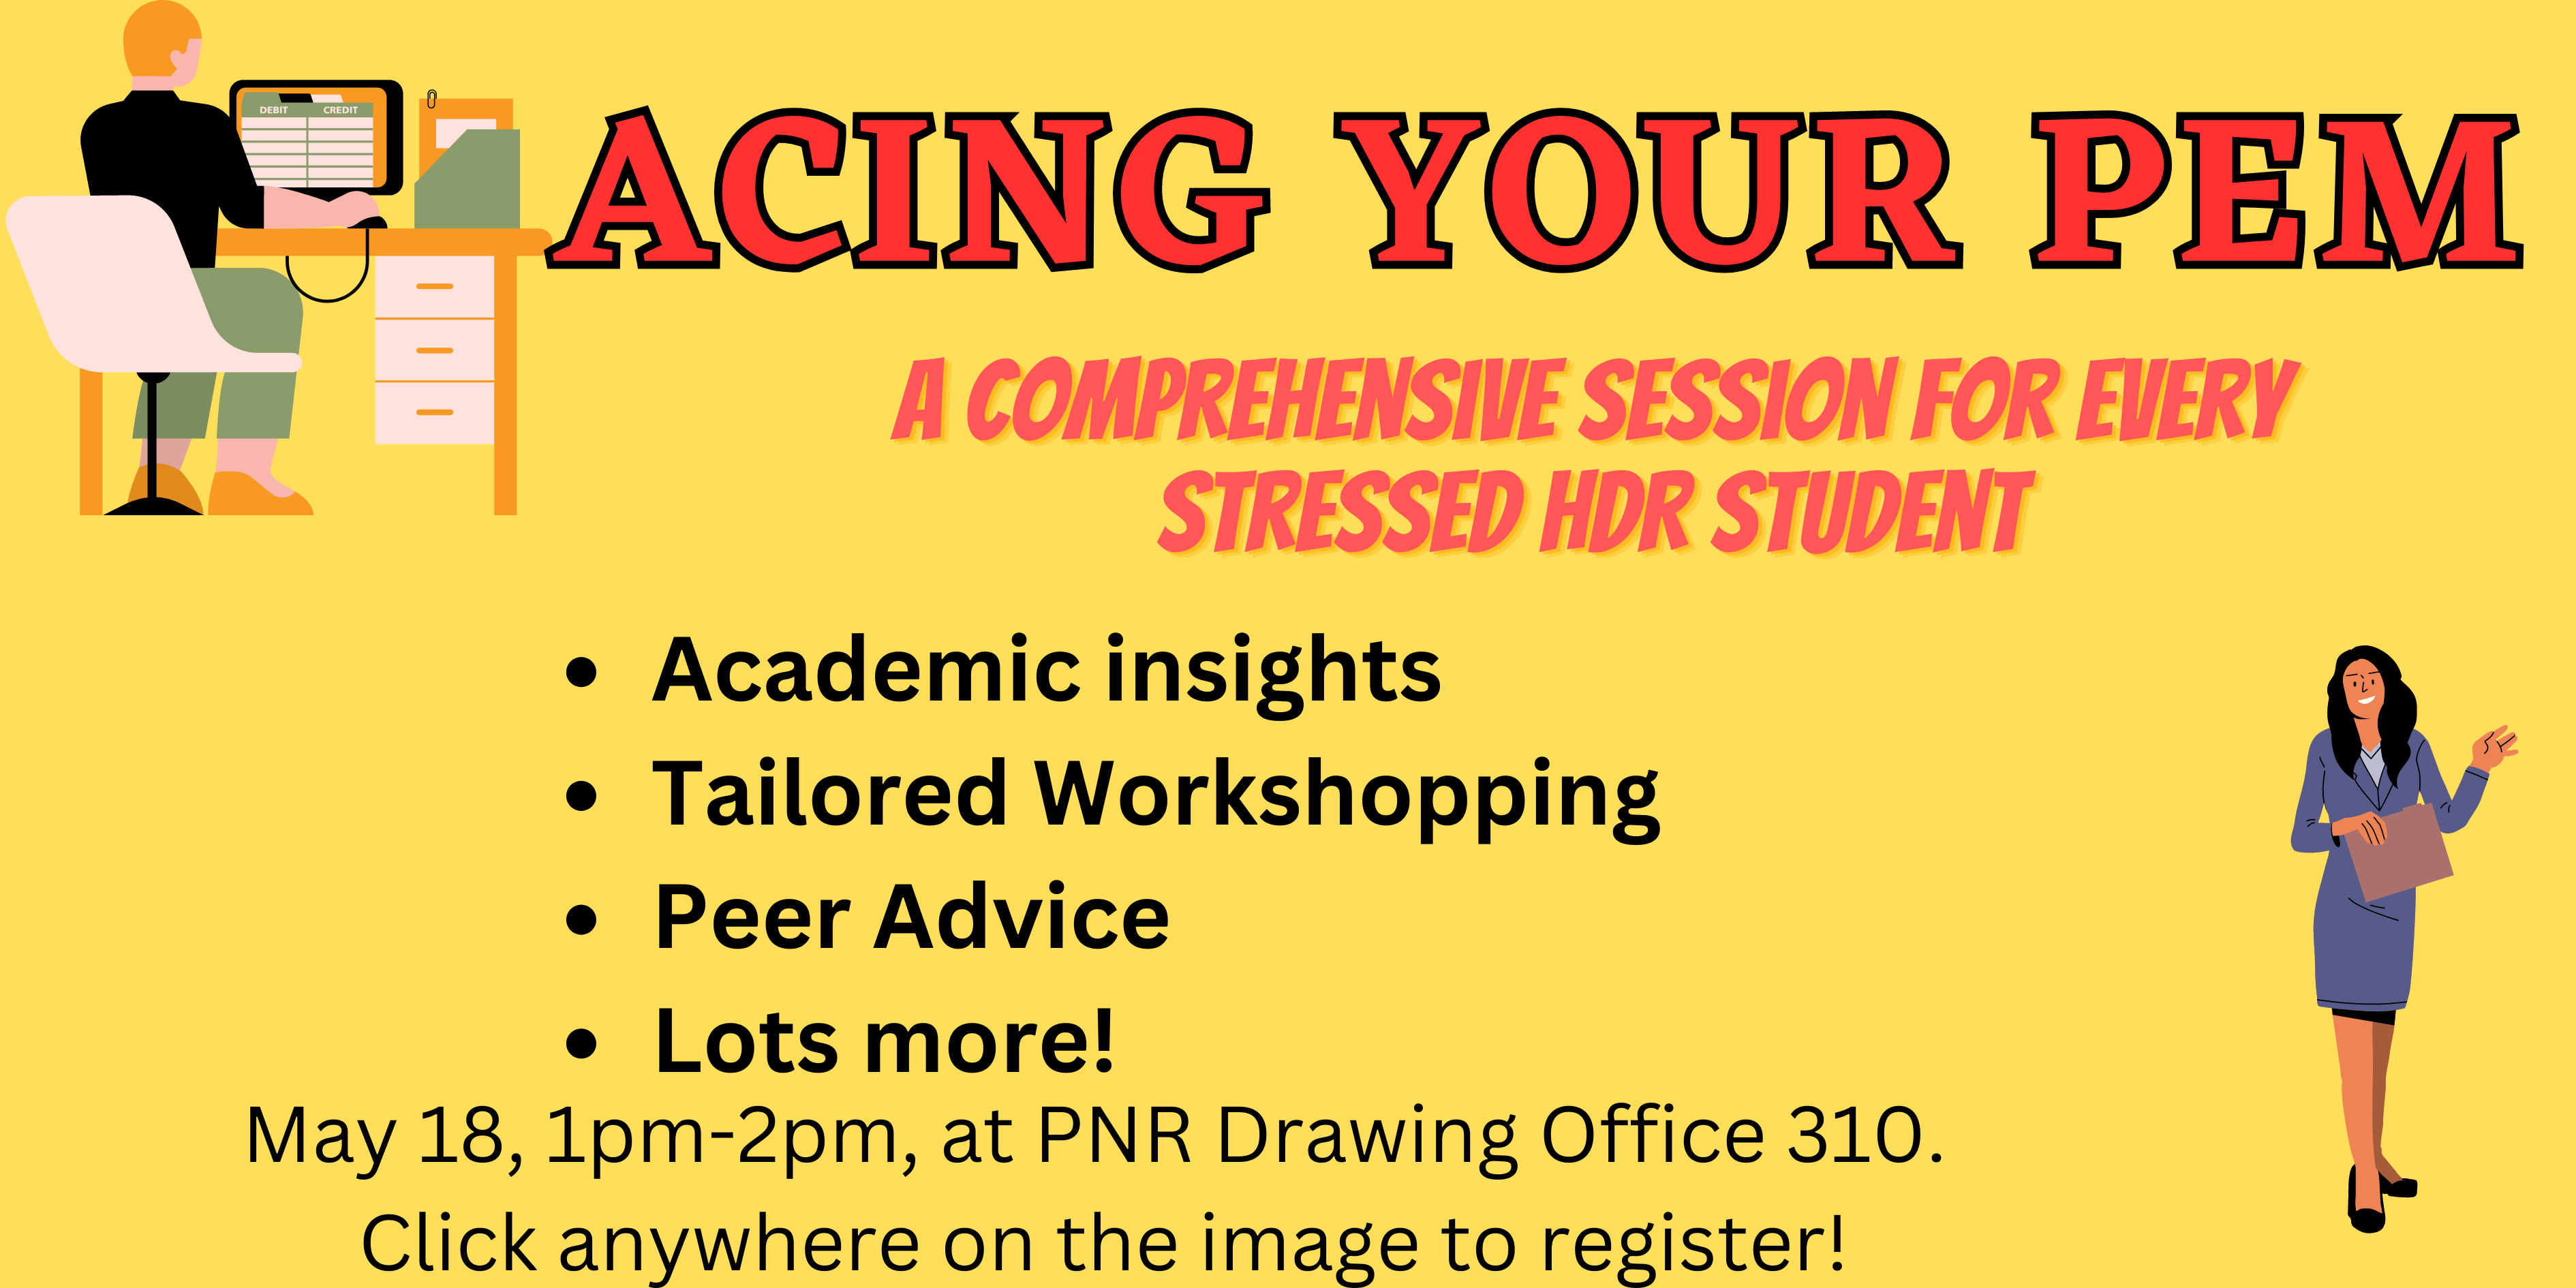 DEBIT CREDIT
ACING YOUR PEM
A COMPREHENSIVE SESSION FOR EVERY
STRESSED HDR STUDENT
• Academic insights
• Tailored Workshopping
• Peer Advice
• Lots more!
May 18, 1pm-2pm, at PNR Drawing Office 310.
Click anywhere on the image to register!